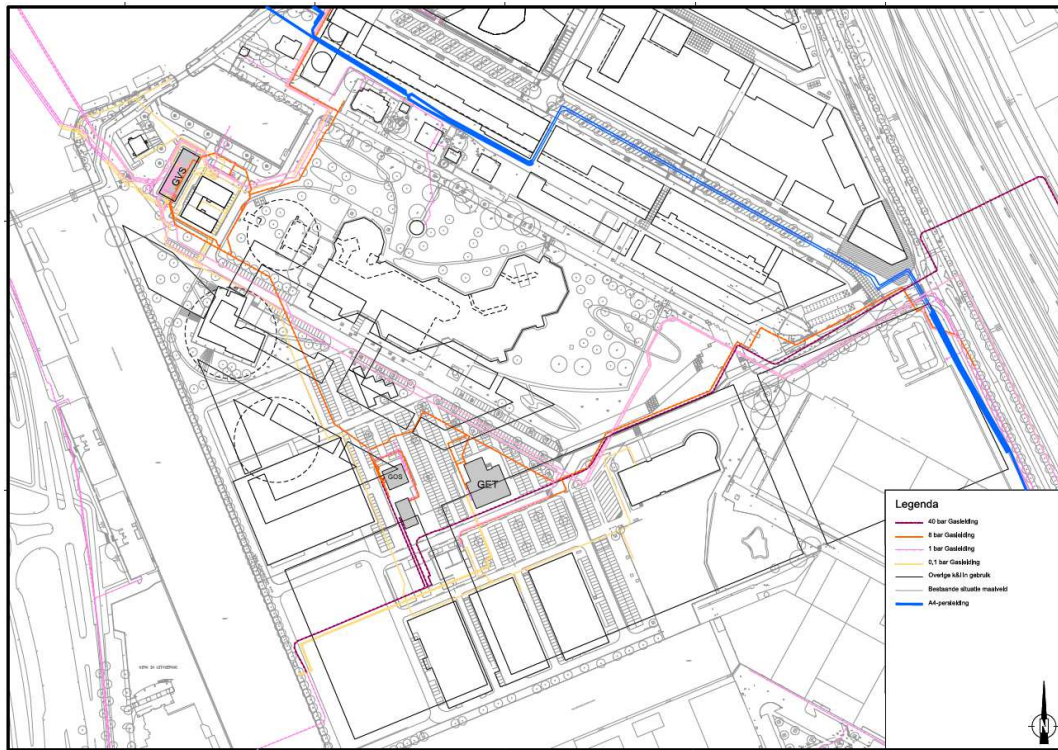 GVS
GOS
GET
Legenda
40 bar Gasleiding
8 bar Gasleiding
1 bar Gasleiding
0,1 bar Gasleiding
Overige k&l in gebruik
Bestaande situatie maaiveld
A4-persleiding
N